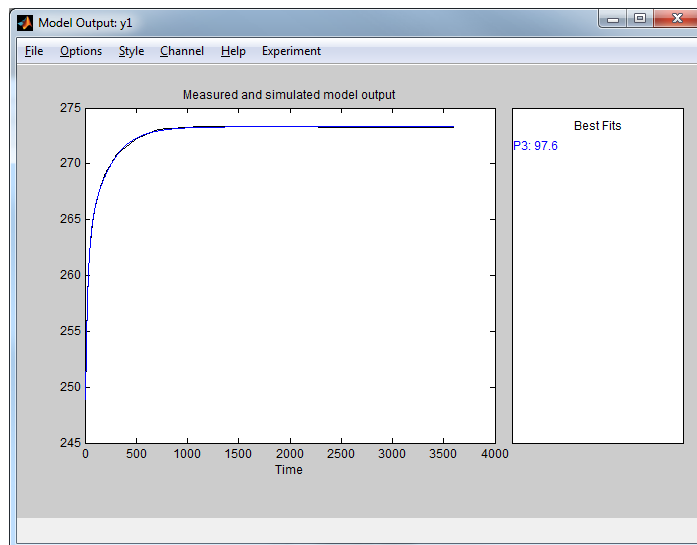 Model Output: y1
File Options Style Channel Help Experiment
Measured and simulated model output
275
270
265
260
255
250
245
0 500 1000 1500 2000 2500 3000 3500 4000
Time
Best Fits
P3: 97.6